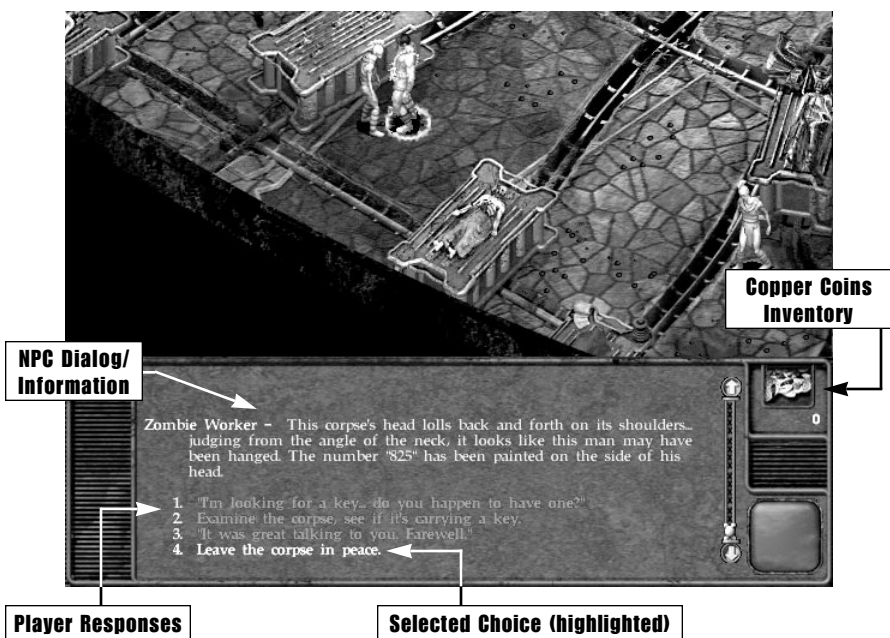 Copper Coins
Inventory
NPC Dialog/
Information
0
Zombie Worker – This corpse's head lolls back and forth on its shoulders...
judging from the angle of the neck, it looks like this man may have
been hanged. The number "825" has been painted on the side of his
head.
1. "I'm looking for a key... do you happen to have one?"
2. Examine the corpse, see if it's carrying a key.
3. "It was great talking to you. Farewell."
4. Leave the corpse in peace.
Player Responses
Selected Choice (highlighted)